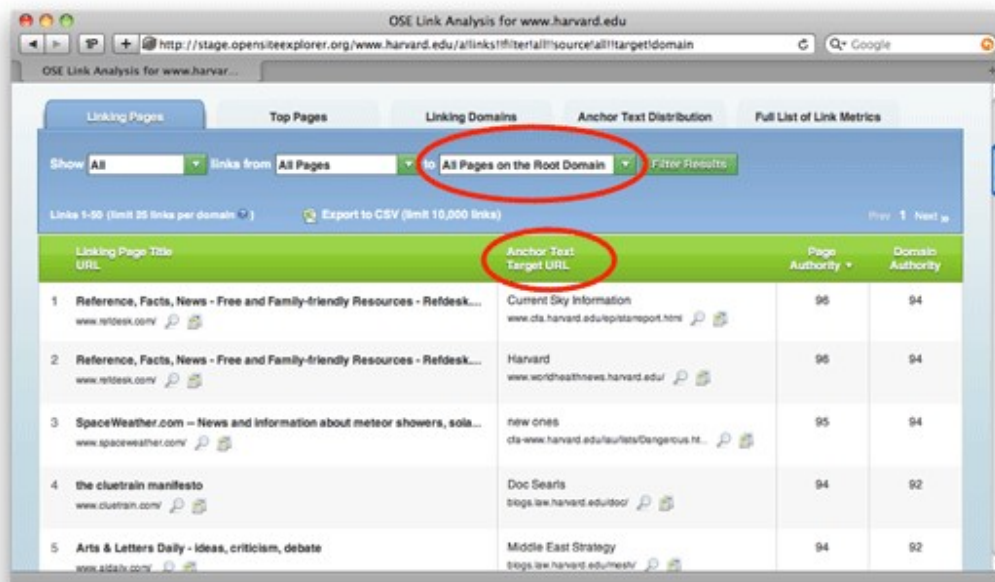 OSE Link Analysis for www.harvard.edu
http://stage.opensiteexplorer.org/www.harvard.edu/a!links!!filter!all!!source!all!!target!domain
Google
OSE Link Analysis for www.harvar...
Linking Pages Top Pages Linking Domains Anchor Text Distribution Full List of Link Metrics
Show All links from All Pages to All Pages on the Root Domain Filter Results
Links 1-50 (limit 25 links per domain) Export to CSV (limit 10,000 links) Prev 1 Next »
Linking Page Title Anchor Text Page Domain
URL Target URL Authority Authority
1 Reference, Facts, News - Free and Family-friendly Resources - Refdesk.... Current Sky Information 96 94
www.refdesk.com/ www.cfa.harvard.edu/ep/starreport.html
2 Reference, Facts, News - Free and Family-friendly Resources - Refdesk.... Harvard 96 94
www.refdesk.com/ www.worldhealthnews.harvard.edu/
3 SpaceWeather.com -- News and information about meteor showers, sola... new ones 95 94
www.spaceweather.com/ cfa-www.harvard.edu/iau/lists/Dangerous.ht...
4 the cluetrain manifesto Doc Searls 94 92
www.cluetrain.com/ blogs.law.harvard.edu/doc/
5 Arts & Letters Daily - ideas, criticism, debate Middle East Strategy 94 92
www.aldaily.com/ blogs.law.harvard.edu/mesh/